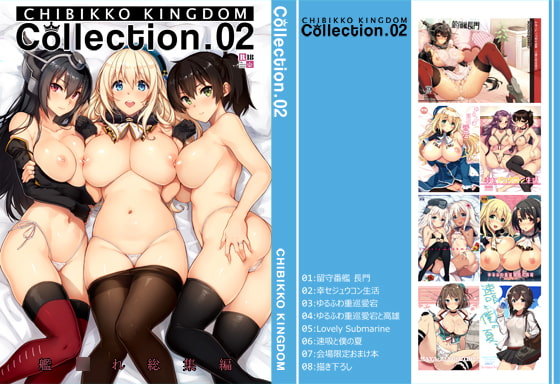 CHIBIKKO KINGDOM
Collection.02
艦 れ総集編
Collection.02
CHIBIKKO KINGDOM
CHIBIKKO KINGDOM
Collection.02
01:留守番艦 長門
02:幸セジュウコン生活
03:ゆるふわ重巡愛宕
04:ゆるふわ重巡愛宕と高雄
05:Lovely Submarine
06:速吸と僕の夏
07:会場限定おまけ本
08:描き下ろし